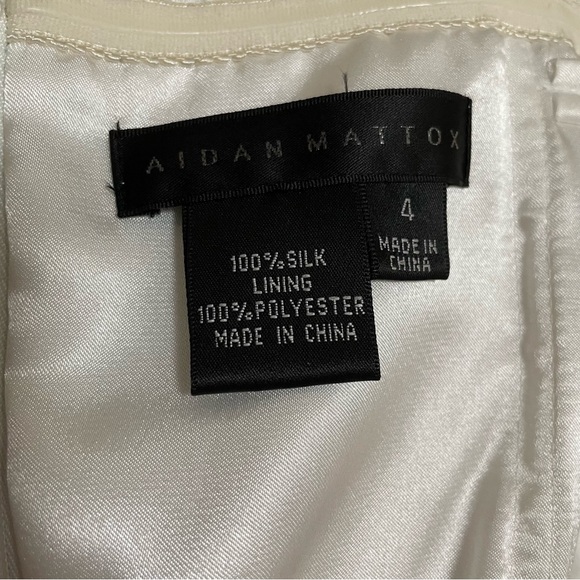 AIDAN MATTOX
4
MADE IN
CHINA
100%SILK
LINING
100%POLYESTER
MADE IN CHINA